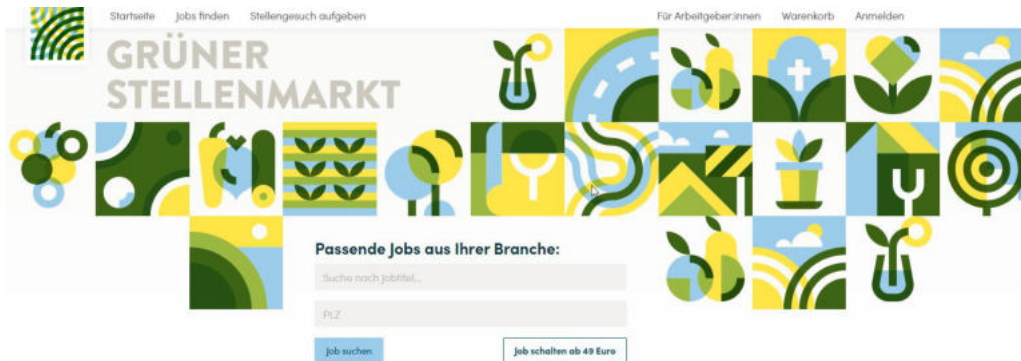 Startseite Jobs finden Stellengesuch aufgeben Für Arbeitgeber:innen Warenkorb Anmelden
GRÜNER
STELLENMARKT
Passende Jobs aus Ihrer Branche:
Suche nach Jobtitel...
PLZ
Job suchen Job schalten ab 49 Euro